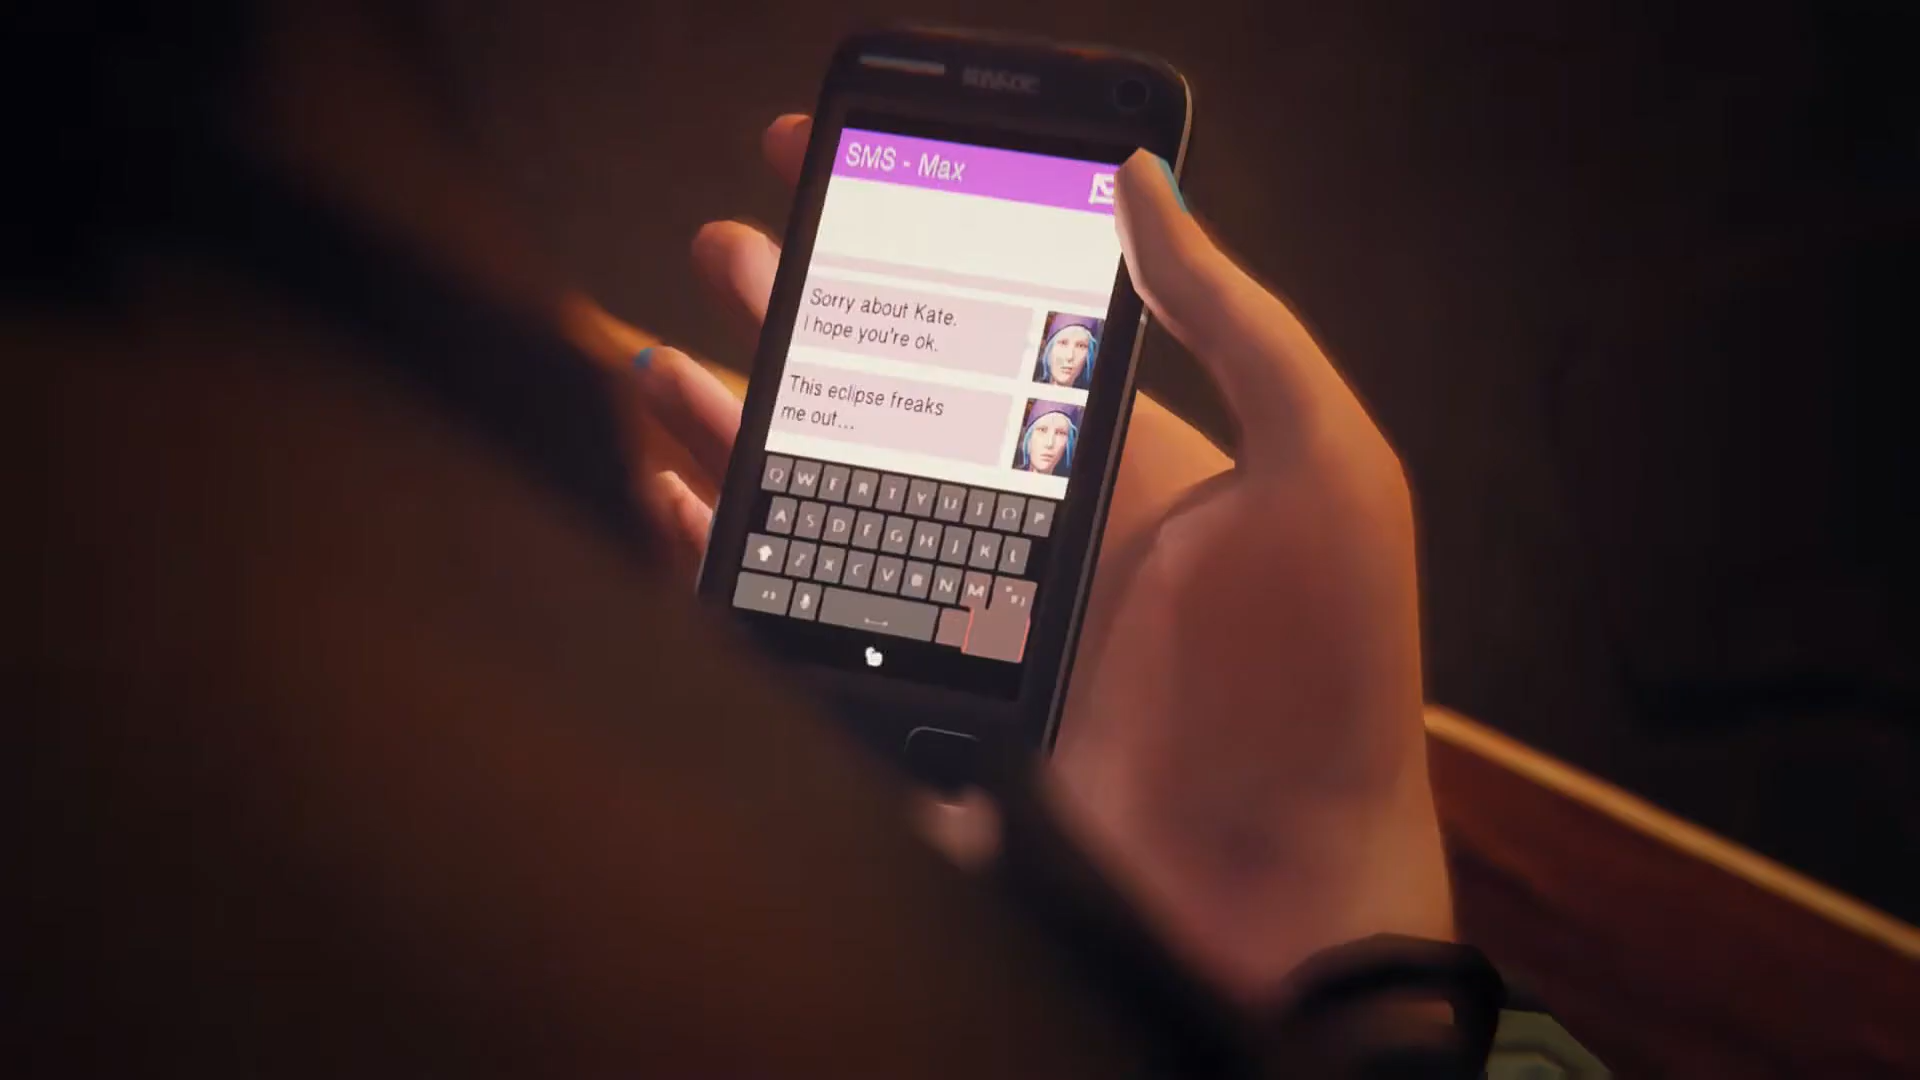 SMS - Max
Sorry about Kate.
I hope you're ok.
This eclipse freaks
me out...
Q W E R T Y U I O P
A S D F G H J K L
Z X C V B N M